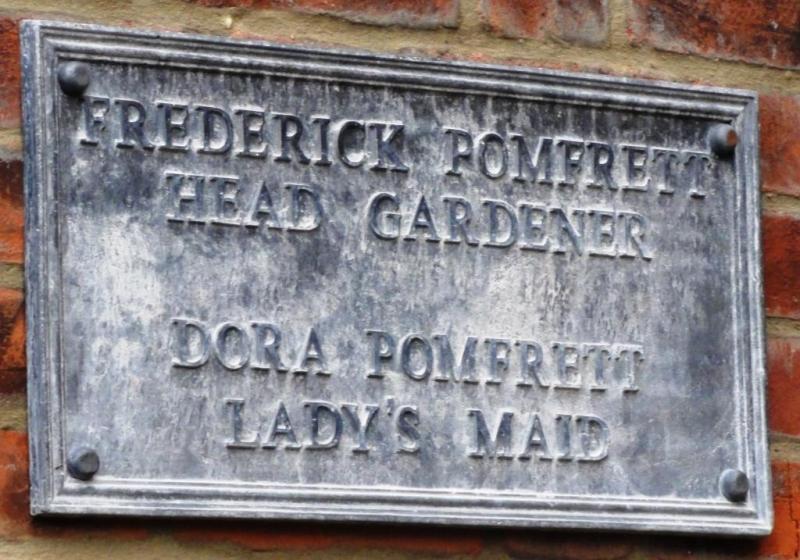 FREDERICK POMFRETT
HEAD GARDENER
DORA POMFRETT
LADY'S MAID